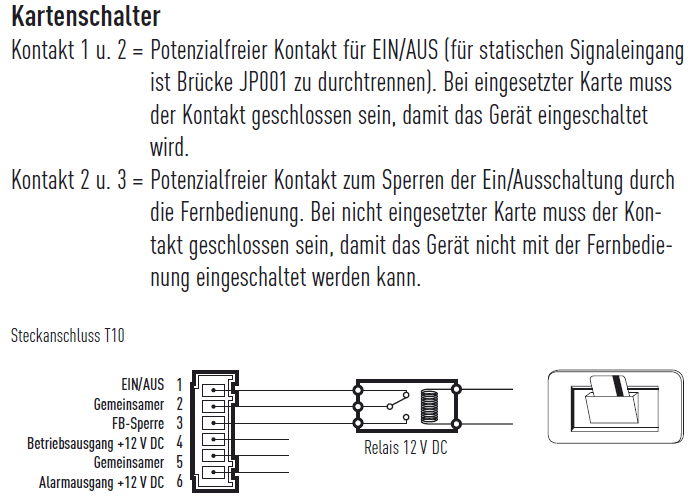 Kartenschalter
Kontakt 1 u. 2 = Potenzialfreier Kontakt für EIN/AUS (für statischen Signaleingang
ist Brücke JP001 zu durchtrennen). Bei eingesetzter Karte muss
der Kontakt geschlossen sein, damit das Gerät eingeschaltet
wird.
Kontakt 2 u. 3 = Potenzialfreier Kontakt zum Sperren der Ein/Ausschaltung durch
die Fernbedienung. Bei nicht eingesetzter Karte muss der Kon-
takt geschlossen sein, damit das Gerät nicht mit der Fernbedie-
nung eingeschaltet werden kann.
Steckanschluss T10
EIN/AUS 1
Gemeinsamer 2
FB-Sperre 3
Betriebsausgang +12 V DC 4
Gemeinsamer 5
Alarmausgang +12 V DC 6
Relais 12 V DC